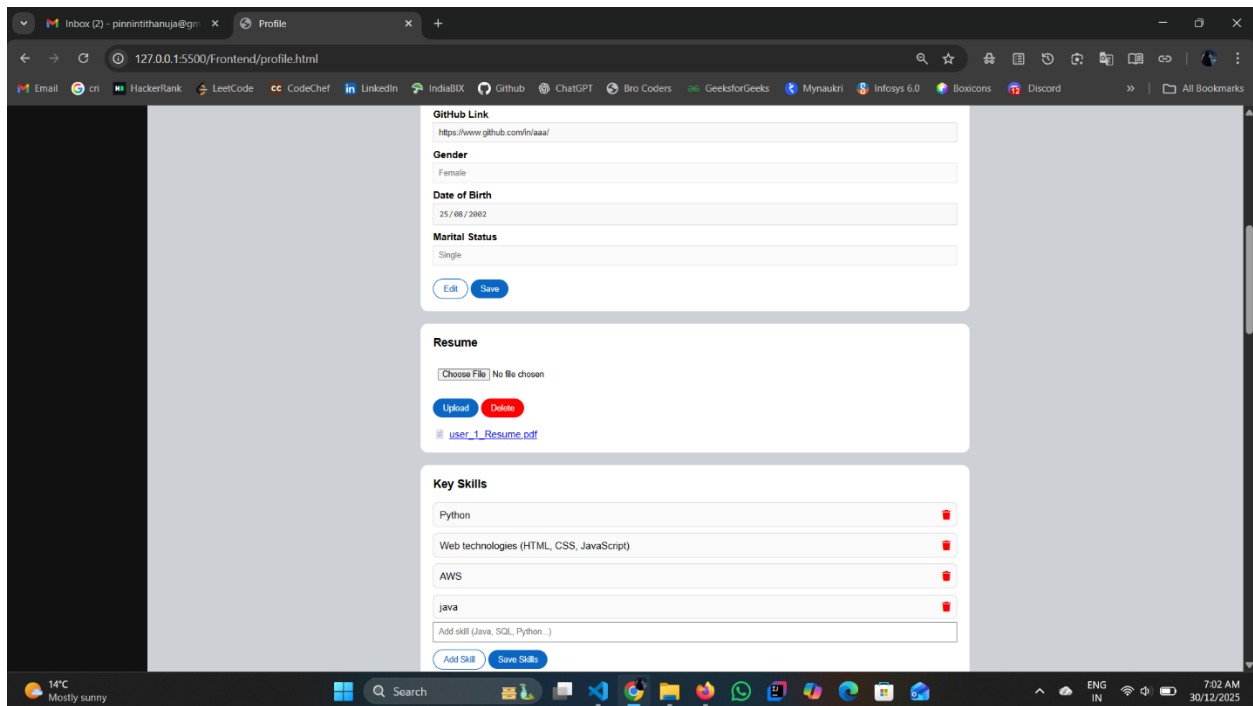 Inbox (2) - pinnintithanuja@gm
Profile
127.0.0.1:5500/Frontend/profile.html
Email cri HackerRank LeetCode CodeChef LinkedIn IndiaBIX Github ChatGPT Bro Coders GeeksforGeeks Mynaukri Infosys 6.0 Boxicons Discord » All Bookmarks
GitHub Link
https://www.github.com/in/aaa/
Gender
Female
Date of Birth
25/08/2002
Marital Status
Single
Edit Save
Resume
Choose File No file chosen
Upload Delete
user_1_Resume.pdf
Key Skills
Python
Web technologies (HTML, CSS, JavaScript)
AWS
java
Add skill (Java, SQL, Python...)
Add Skill Save Skills
14°C
Mostly sunny
Search
ENG
IN
7:02 AM
30/12/2025